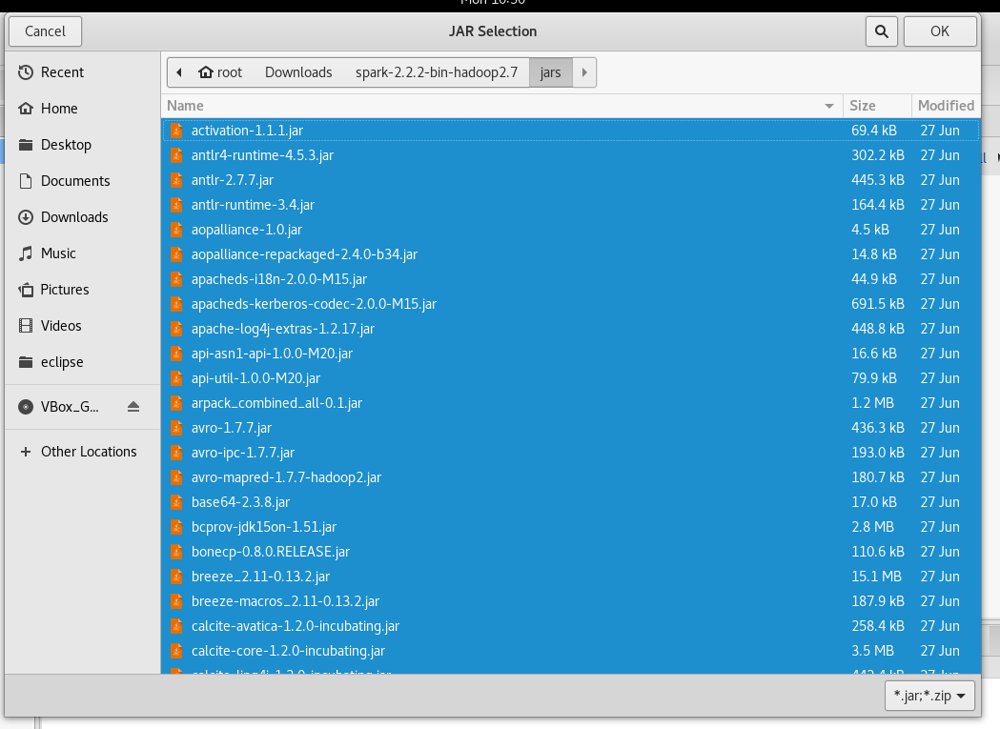 Mon 10:50
Cancel
JAR Selection
OK
Recent
Home
Desktop
Documents
Downloads
Music
Pictures
Videos
eclipse
VBox_G...
Other Locations
root Downloads spark-2.2.2-bin-hadoop2.7 jars
Name Size Modified
activation-1.1.1.jar 69.4 kB 27 Jun
antlr4-runtime-4.5.3.jar 302.2 kB 27 Jun
antlr-2.7.7.jar 445.3 kB 27 Jun
antlr-runtime-3.4.jar 164.4 kB 27 Jun
aopalliance-1.0.jar 4.5 kB 27 Jun
aopalliance-repackaged-2.4.0-b34.jar 14.8 kB 27 Jun
apacheds-i18n-2.0.0-M15.jar 44.9 kB 27 Jun
apacheds-kerberos-codec-2.0.0-M15.jar 691.5 kB 27 Jun
apache-log4j-extras-1.2.17.jar 448.8 kB 27 Jun
api-asn1-api-1.0.0-M20.jar 16.6 kB 27 Jun
api-util-1.0.0-M20.jar 79.9 kB 27 Jun
arpack_combined_all-0.1.jar 1.2 MB 27 Jun
avro-1.7.7.jar 436.3 kB 27 Jun
avro-ipc-1.7.7.jar 193.0 kB 27 Jun
avro-mapred-1.7.7-hadoop2.jar 180.7 kB 27 Jun
base64-2.3.8.jar 17.0 kB 27 Jun
bcprov-jdk15on-1.51.jar 2.8 MB 27 Jun
bonecp-0.8.0.RELEASE.jar 110.6 kB 27 Jun
breeze_2.11-0.13.2.jar 15.1 MB 27 Jun
breeze-macros_2.11-0.13.2.jar 187.9 kB 27 Jun
calcite-avatica-1.2.0-incubating.jar 258.4 kB 27 Jun
calcite-core-1.2.0-incubating.jar 3.5 MB 27 Jun
calcite-linq4j-1.2.0-incubating.jar 442.4 kB 27 Jun
*.jar;*.zip